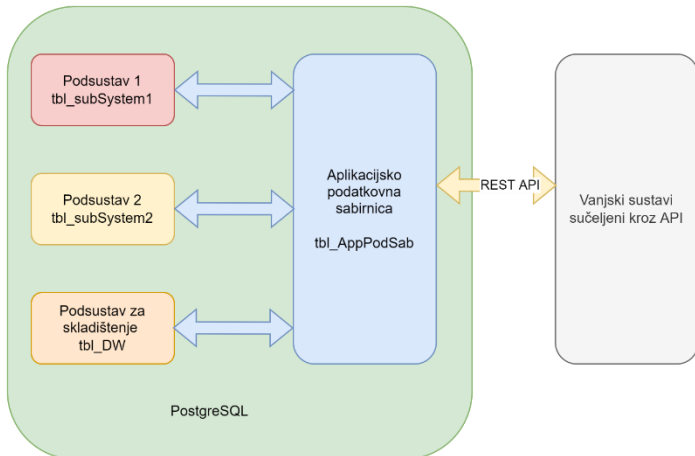 Podsustav 1
tbl_subSystem1
Podsustav 2
tbl_subSystem2
Podsustav za
skladištenje
tbl_DW
Aplikacijsko
podatkovna
sabirnica
tbl_AppPodSab
REST API
Vanjski sustavi
sučeljeni kroz API
PostgreSQL